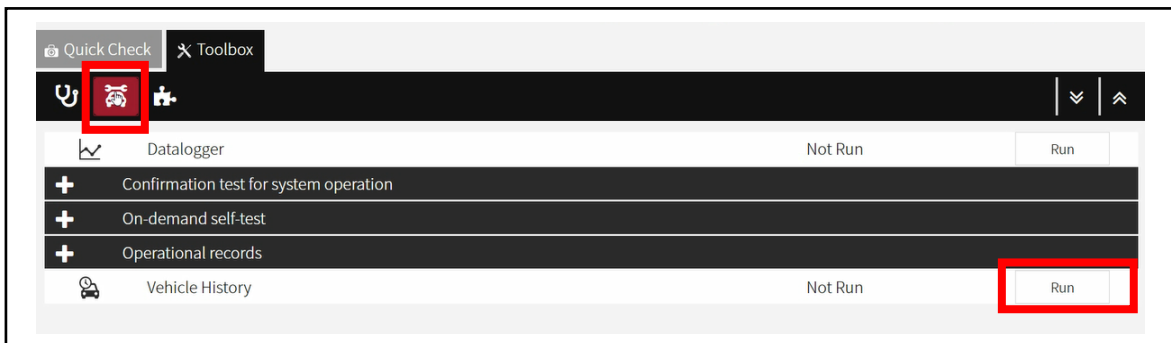 Quick Check Toolbox
Datalogger Not Run Run
Confirmation test for system operation
On-demand self-test
Operational records
Vehicle History Not Run Run